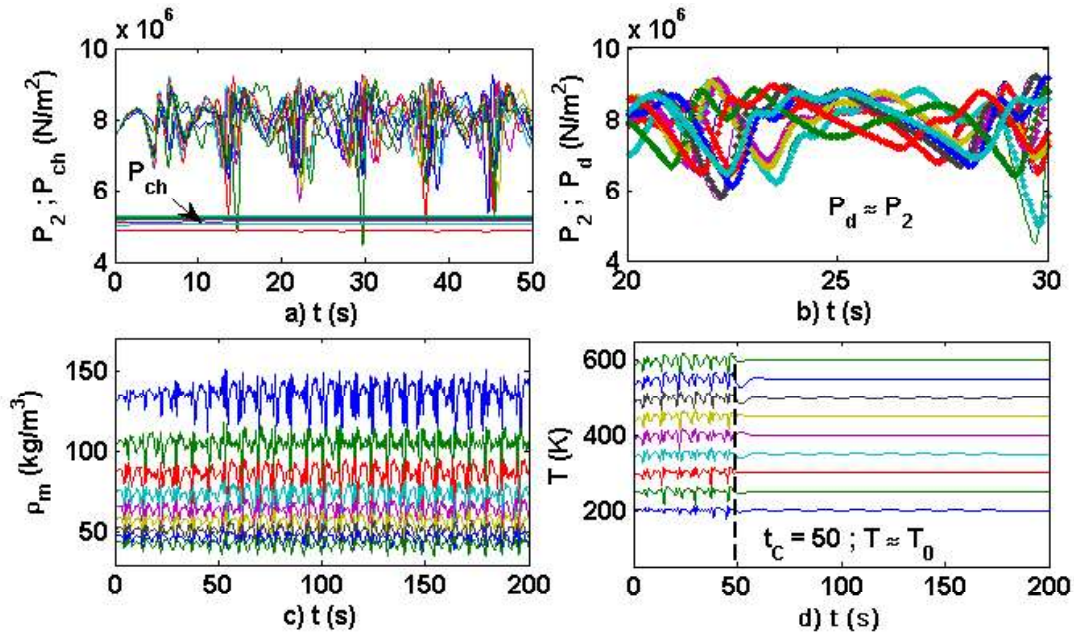 x 10^6
10
8
6
4
P_2 ; P_ch (N/m^2)
P_ch
0 10 20 30 40 50
a) t (s)
x 10^6
10
8
6
4
P_2 ; P_d (N/m^2)
P_d ≈ P_2
20 25 30
b) t (s)
150
100
50
ρ_m (kg/m^3)
0 50 100 150 200
c) t (s)
600
400
200
T (K)
t_C = 50 ; T ≈ T_0
0 50 100 150 200
d) t (s)